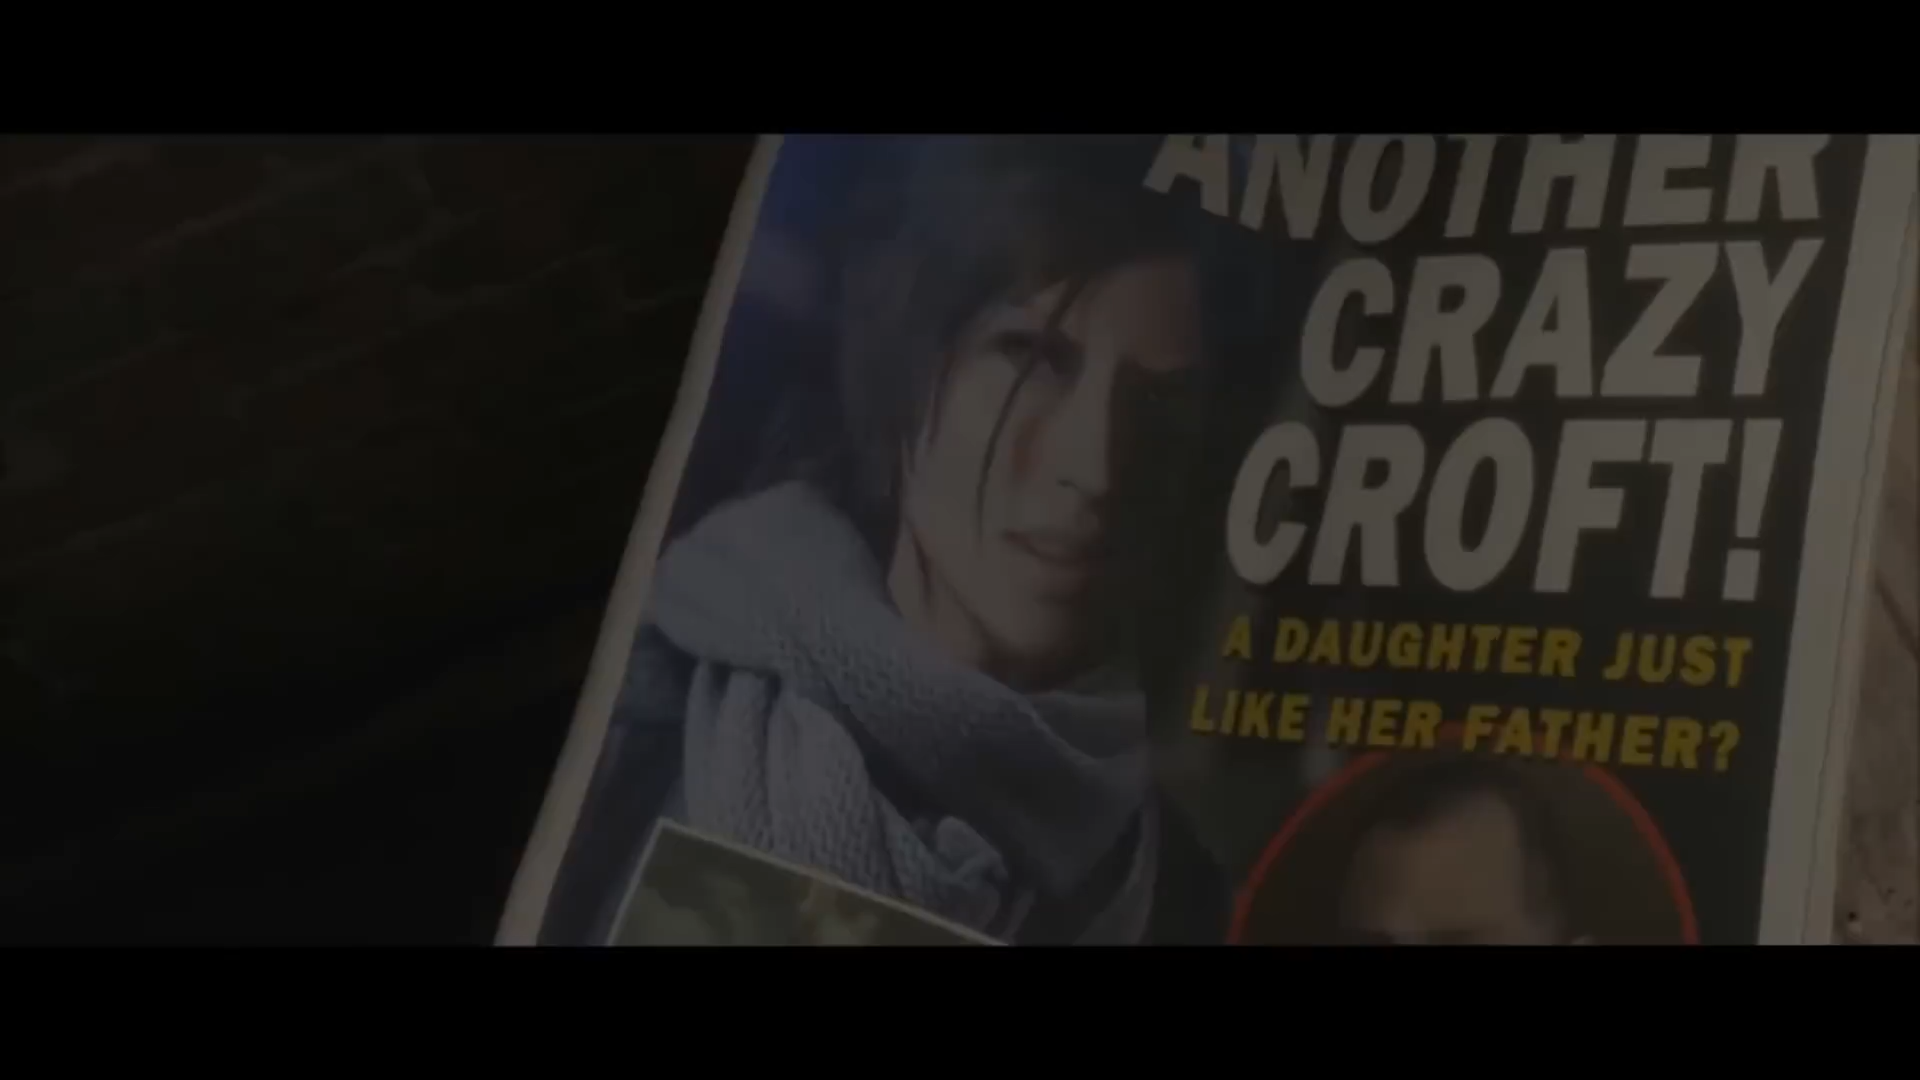 ANOTHER
CRAZY
CROFT!
A DAUGHTER JUST
LIKE HER FATHER?